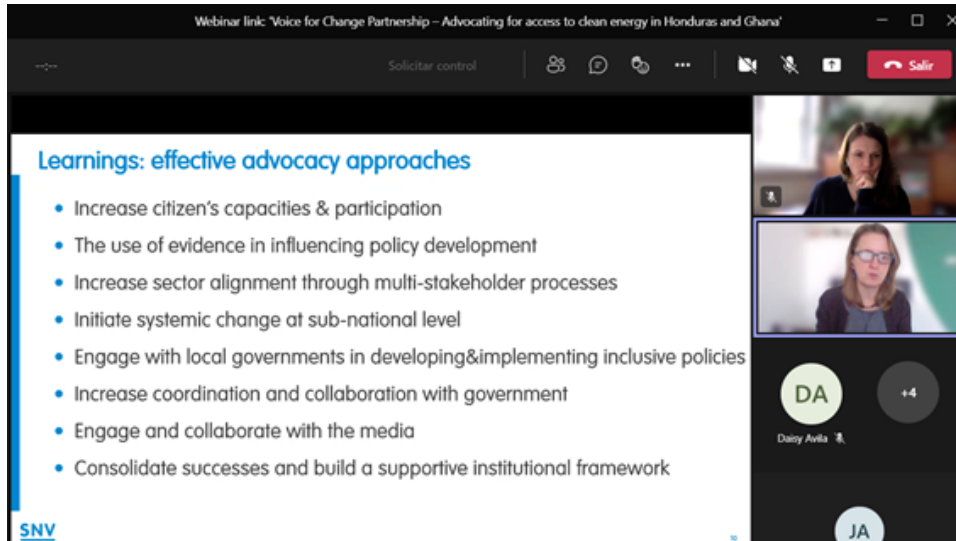 Webinar link: 'Voice for Change Partnership – Advocating for access to clean energy in Honduras and Ghana'
--:--
Solicitar control
Salir
Learnings: effective advocacy approaches
• Increase citizen's capacities & participation
• The use of evidence in influencing policy development
• Increase sector alignment through multi-stakeholder processes
• Initiate systemic change at sub-national level
• Engage with local governments in developing&implementing inclusive policies
• Increase coordination and collaboration with government
• Engage and collaborate with the media
• Consolidate successes and build a supportive institutional framework
SNV
DA
+4
Daisy Avila
JA